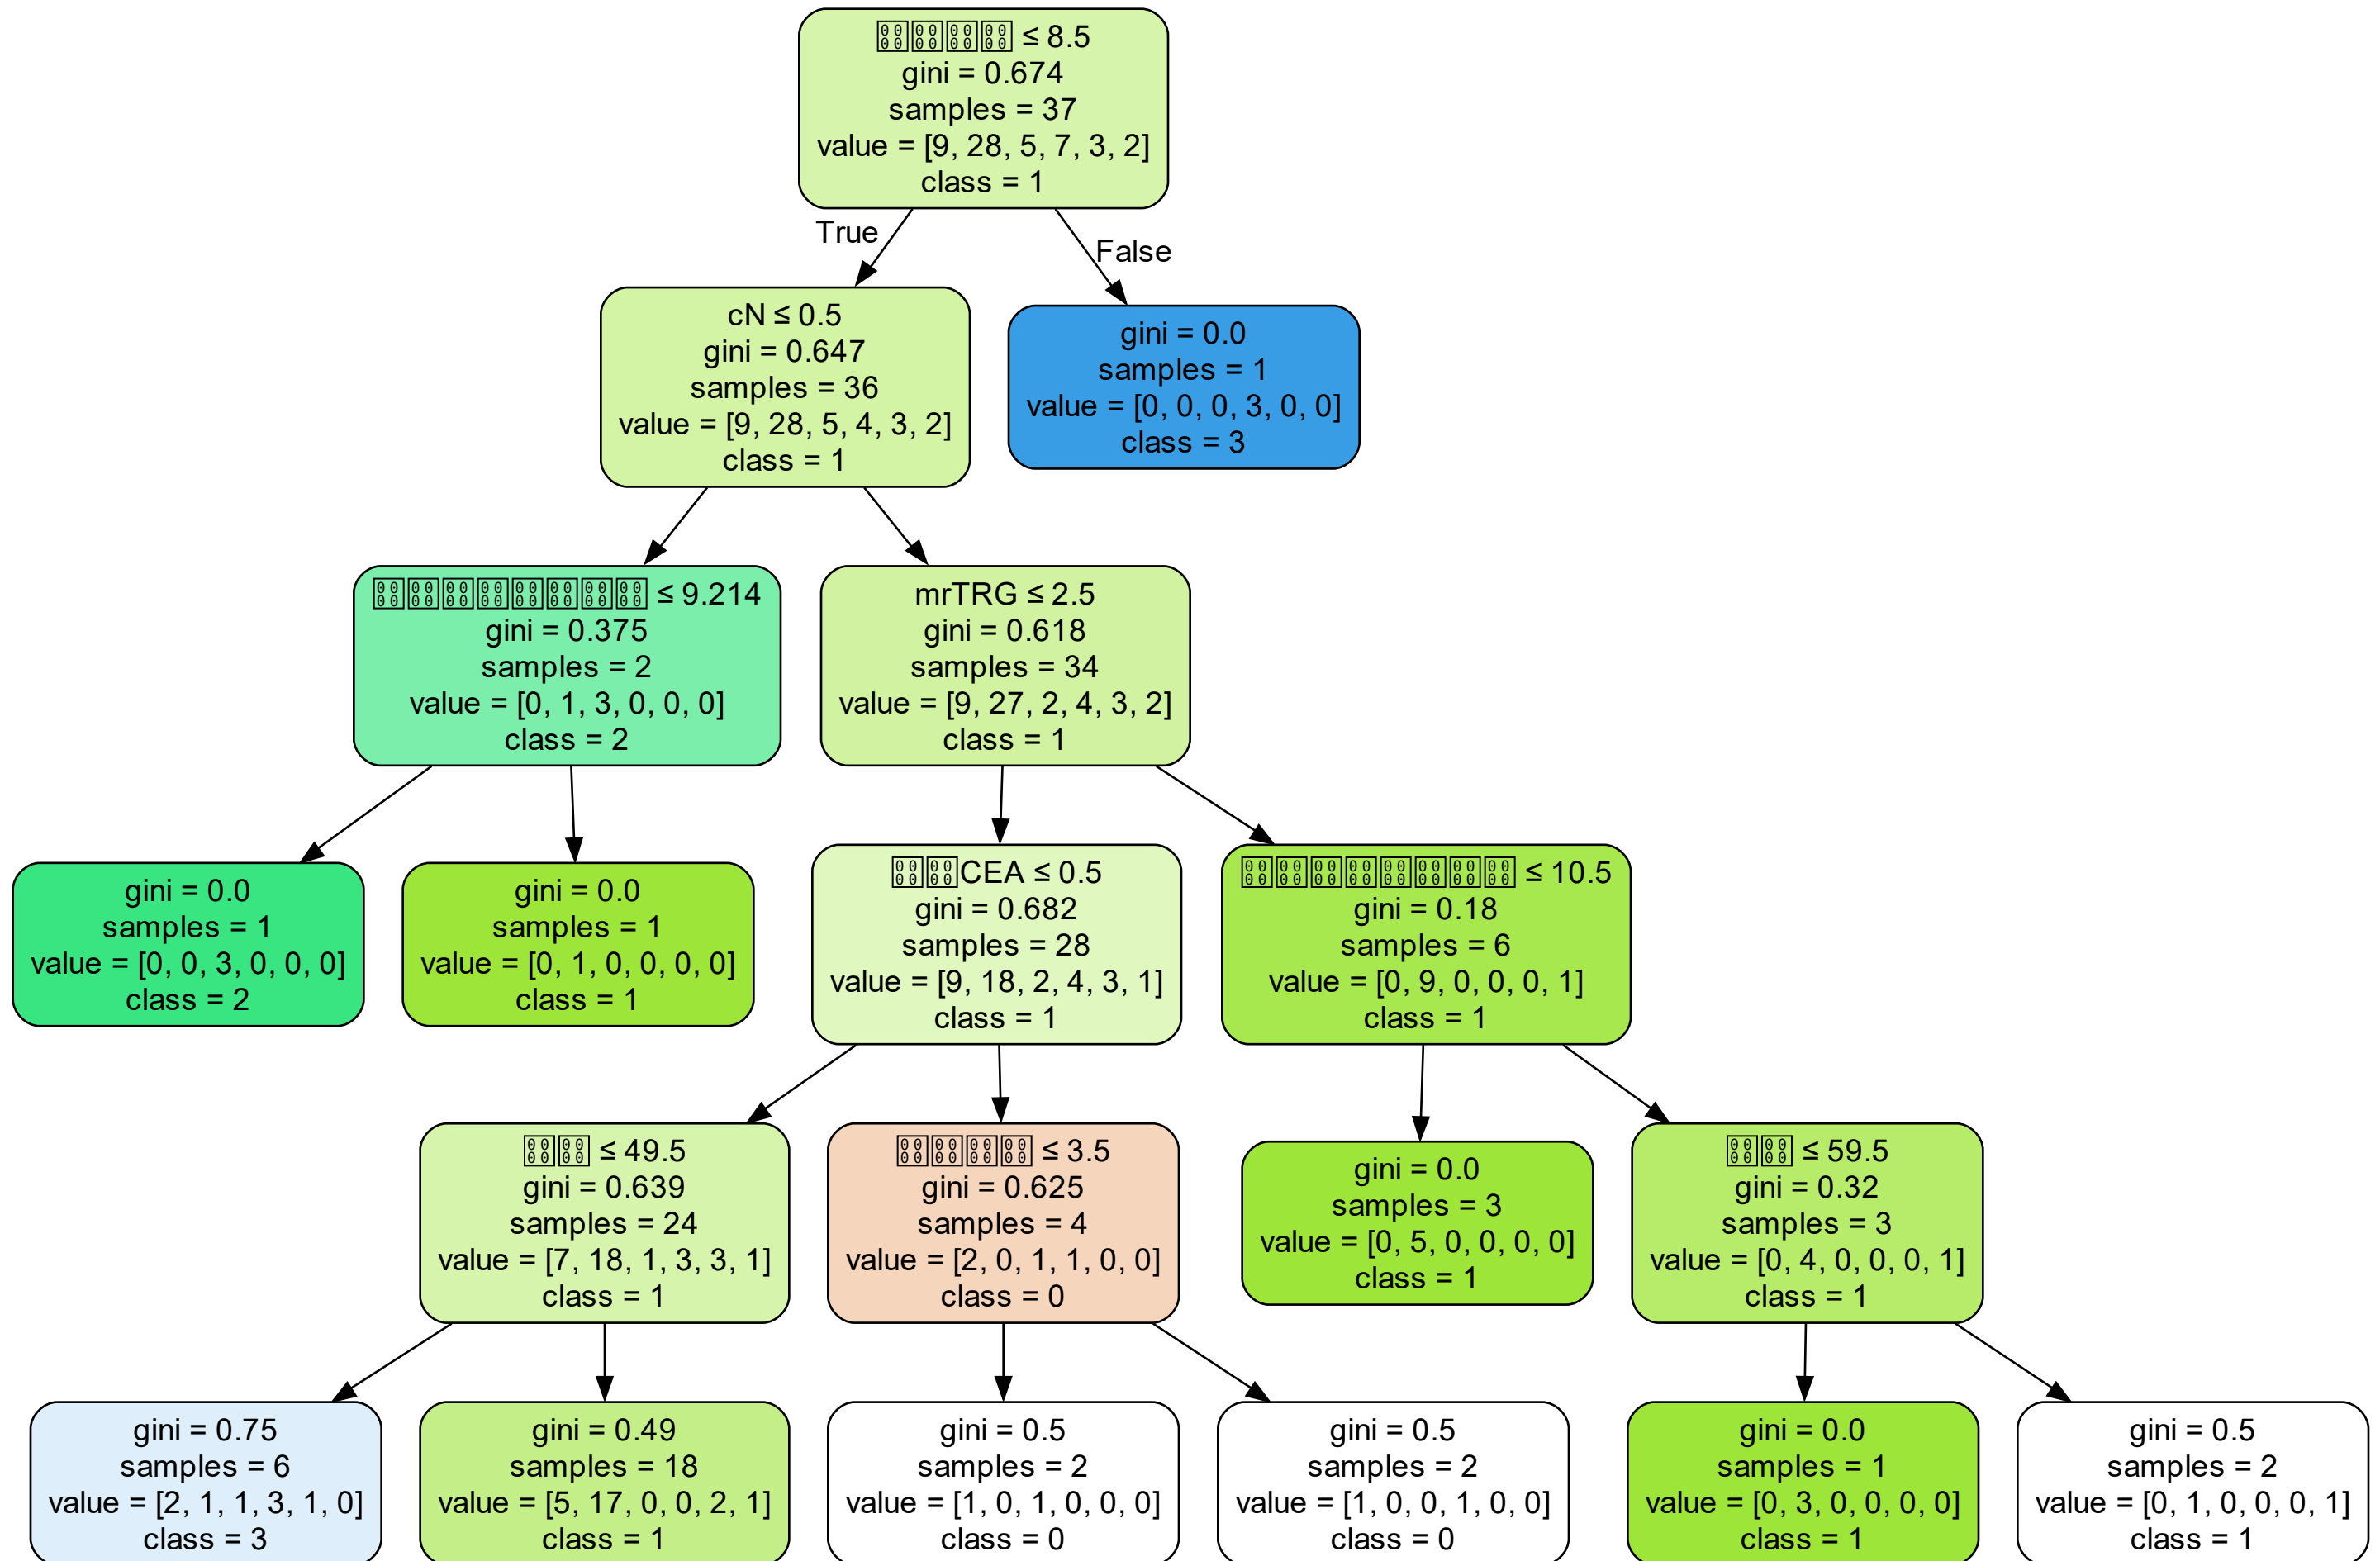 ≤ 8.5
gini = 0.674
samples = 37
value = [9, 28, 5, 7, 3, 2]
class = 1
True
False
cN ≤ 0.5
gini = 0.647
samples = 36
value = [9, 28, 5, 4, 3, 2]
class = 1
gini = 0.0
samples = 1
value = [0, 0, 0, 3, 0, 0]
class = 3
≤ 9.214
gini = 0.375
samples = 2
value = [0, 1, 3, 0, 0, 0]
class = 2
mrTRG ≤ 2.5
gini = 0.618
samples = 34
value = [9, 27, 2, 4, 3, 2]
class = 1
gini = 0.0
samples = 1
value = [0, 0, 3, 0, 0, 0]
class = 2
gini = 0.0
samples = 1
value = [0, 1, 0, 0, 0, 0]
class = 1
CEA ≤ 0.5
gini = 0.682
samples = 28
value = [9, 18, 2, 4, 3, 1]
class = 1
≤ 10.5
gini = 0.18
samples = 6
value = [0, 9, 0, 0, 0, 1]
class = 1
≤ 49.5
gini = 0.639
samples = 24
value = [7, 18, 1, 3, 3, 1]
class = 1
≤ 3.5
gini = 0.625
samples = 4
value = [2, 0, 1, 1, 0, 0]
class = 0
gini = 0.0
samples = 3
value = [0, 5, 0, 0, 0, 0]
class = 1
≤ 59.5
gini = 0.32
samples = 3
value = [0, 4, 0, 0, 0, 1]
class = 1
gini = 0.75
samples = 6
value = [2, 1, 1, 3, 1, 0]
class = 3
gini = 0.49
samples = 18
value = [5, 17, 0, 0, 2, 1]
class = 1
gini = 0.5
samples = 2
value = [1, 0, 1, 0, 0, 0]
class = 0
gini = 0.5
samples = 2
value = [1, 0, 0, 1, 0, 0]
class = 0
gini = 0.0
samples = 1
value = [0, 3, 0, 0, 0, 0]
class = 1
gini = 0.5
samples = 2
value = [0, 1, 0, 0, 0, 1]
class = 1